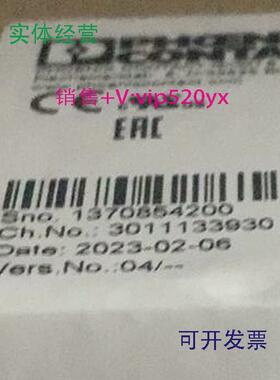 实体经营
销售+V:vip520yx
CE
EAC
Sno. 1370854200
Ch.No.: 3011133930
Date: 2023-02-06
Vers.No.:04/--
可开发票